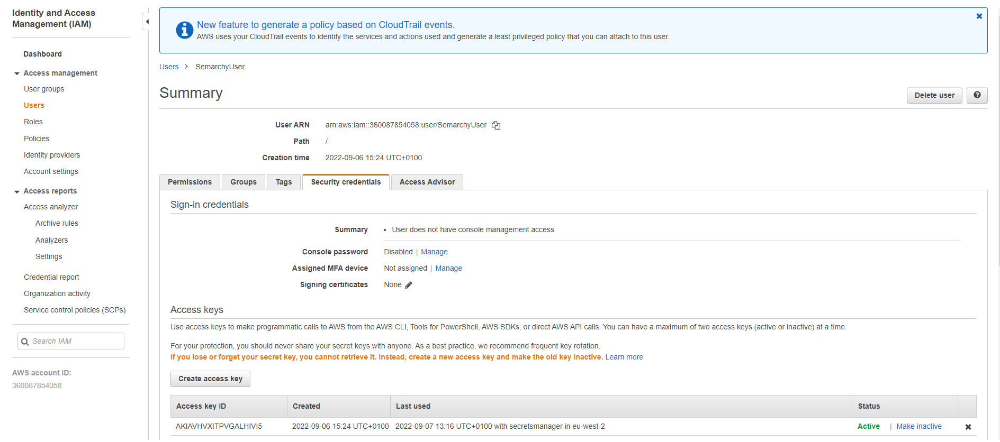 Identity and Access
Management (IAM)
Dashboard
Access management
User groups
Users
Roles
Policies
Identity providers
Account settings
Access reports
Access analyzer
Archive rules
Analyzers
Settings
Credential report
Organization activity
Service control policies (SCPs)
Search IAM
AWS account ID:
360087854058
New feature to generate a policy based on CloudTrail events.
AWS uses your CloudTrail events to identify the services and actions used and generate a least privileged policy that you can attach to this user.
Users > SemarchyUser
Summary
Delete user
User ARN arn:aws:iam::360087854058:user/SemarchyUser
Path /
Creation time 2022-09-06 15:24 UTC+0100
Permissions Groups Tags Security credentials Access Advisor
Sign-in credentials
Summary • User does not have console management access
Console password Disabled | Manage
Assigned MFA device Not assigned | Manage
Signing certificates None
Access keys
Use access keys to make programmatic calls to AWS from the AWS CLI, Tools for PowerShell, AWS SDKs, or direct AWS API calls. You can have a maximum of two access keys (active or inactive) at a time.
For your protection, you should never share your secret keys with anyone. As a best practice, we recommend frequent key rotation.
If you lose or forget your secret key, you cannot retrieve it. Instead, create a new access key and make the old key inactive. Learn more
Create access key
Access key ID Created Last used Status
AKIAVHVXITPVGALHIVI5 2022-09-06 15:24 UTC+0100 2022-09-07 13:16 UTC+0100 with secretsmanager in eu-west-2 Active | Make inactive